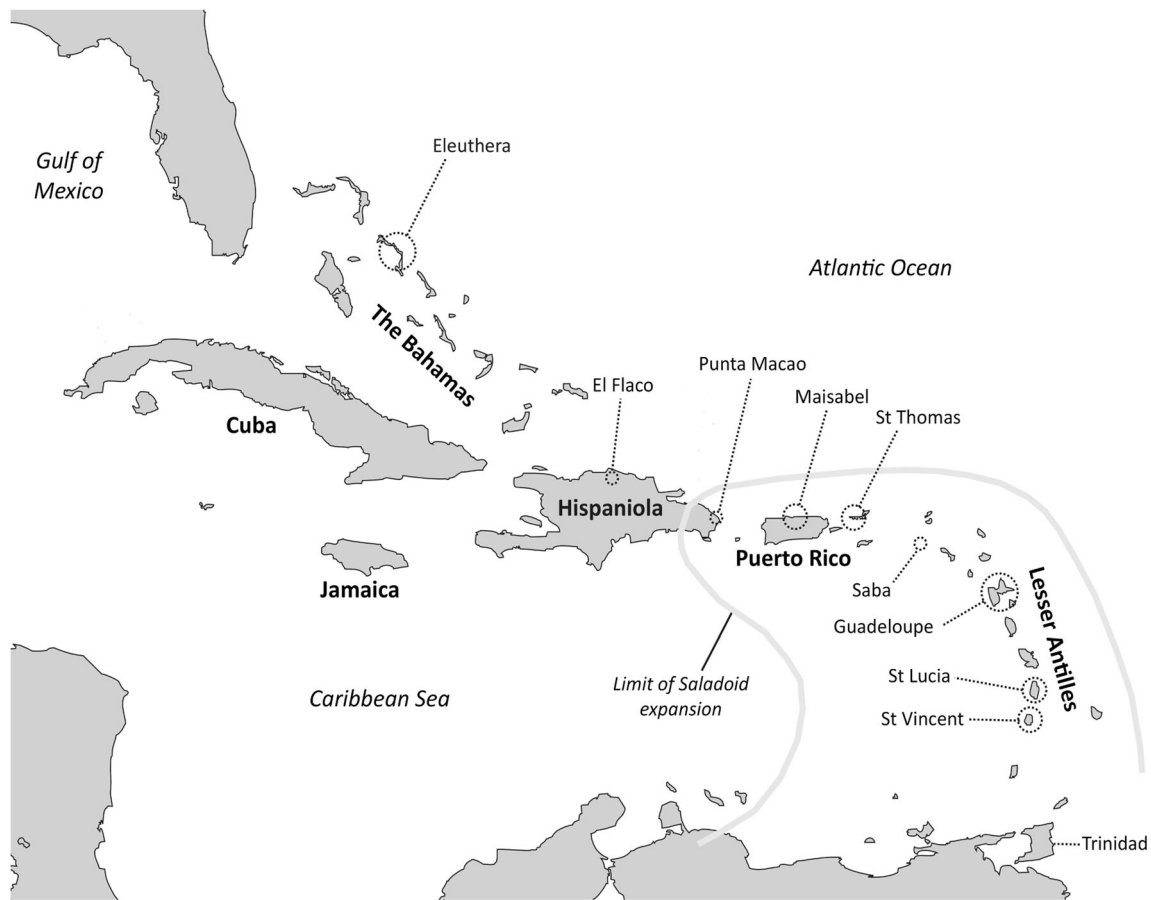 Eleuthera
Gulf of
Mexico
Atlantic Ocean
The Bahamas
Punta Macao
El Flaco
Maisabel
St Thomas
Cuba
Hispaniola
Puerto Rico
Jamaica
Saba
Lesser Antilles
Guadeloupe
St Lucia
Limit of Saladoid
expansion
Caribbean Sea
St Vincent
Trinidad